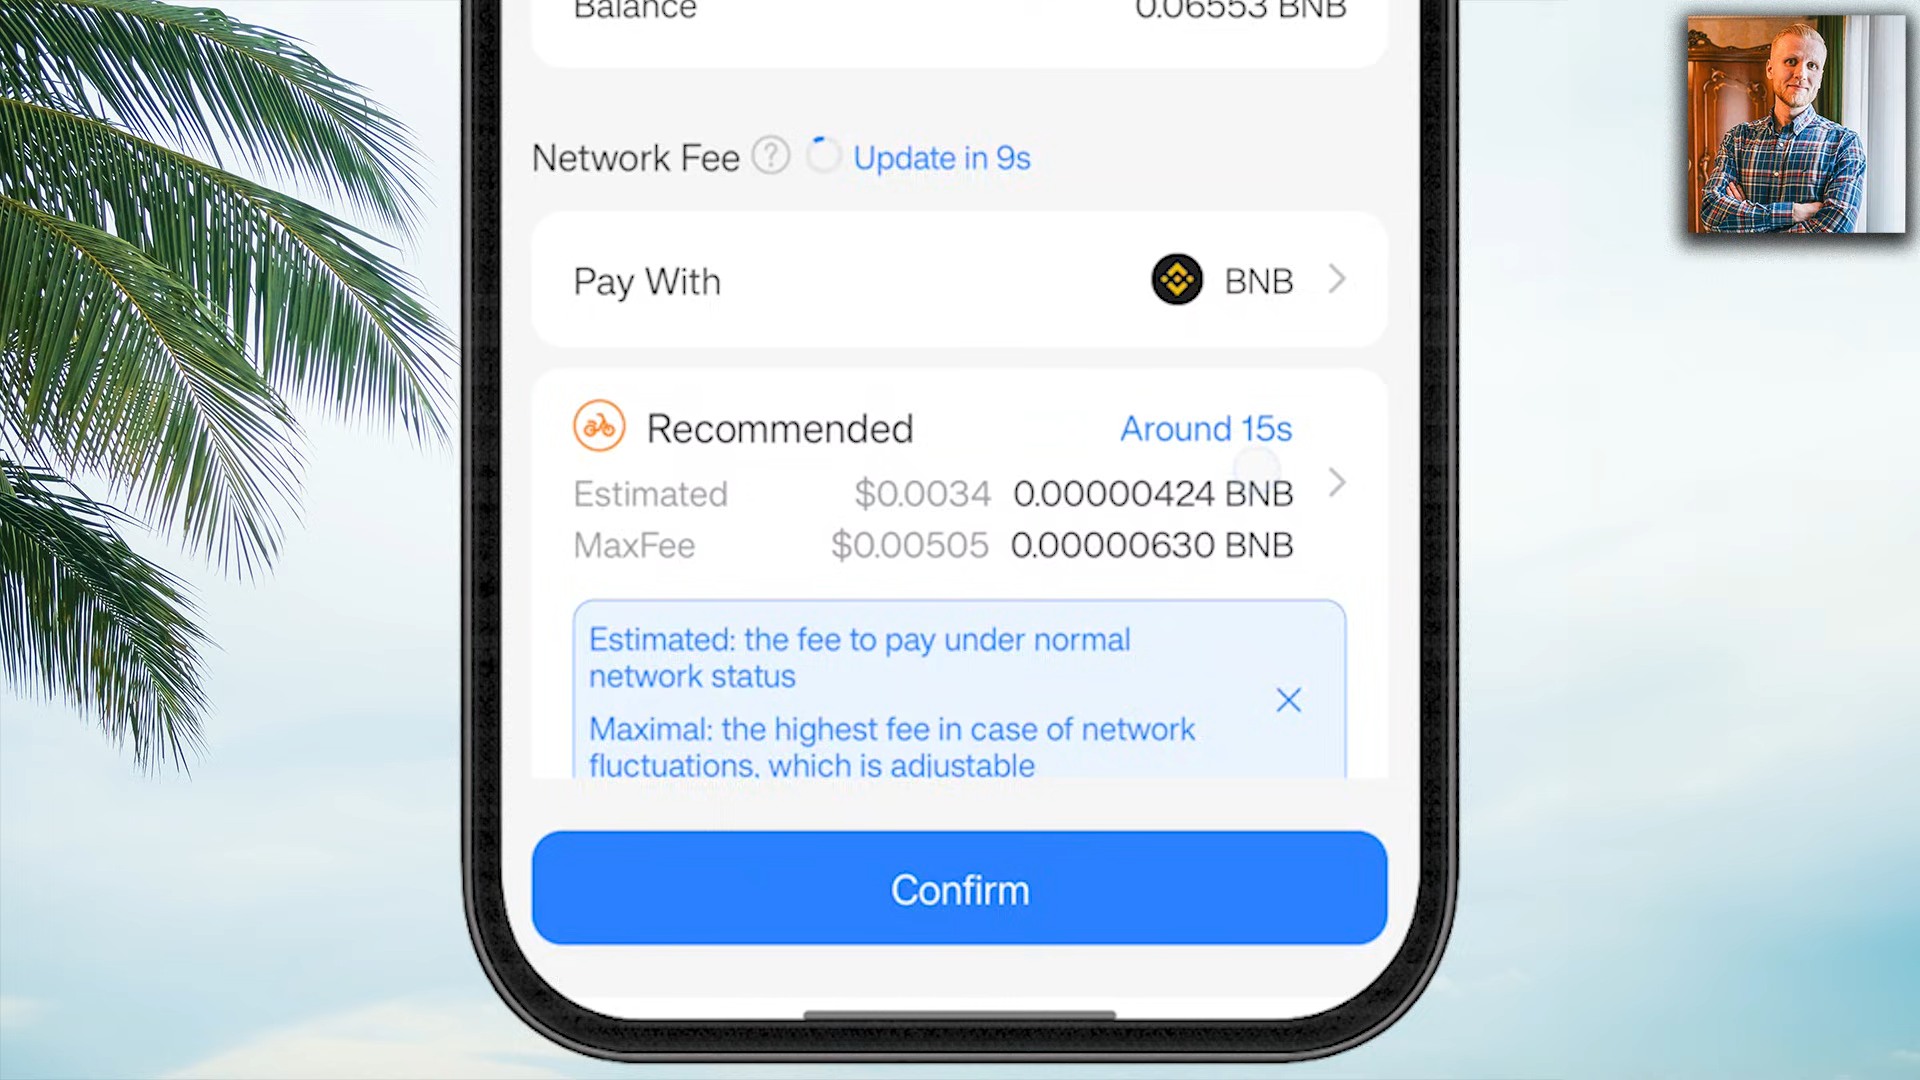 Balance 0.06553 BNB
Network Fee ? Update in 9s
Pay With BNB
Recommended Around 15s
Estimated $0.0034 0.00000424 BNB
MaxFee $0.00505 0.00000630 BNB
Estimated: the fee to pay under normal
network status
Maximal: the highest fee in case of network
fluctuations, which is adjustable
Confirm